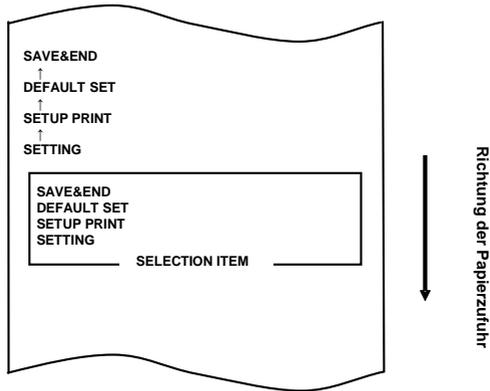 SAVE&END
↑
DEFAULT SET
↑
SETUP PRINT
↑
SETTING
SAVE&END
DEFAULT SET
SETUP PRINT
SETTING
SELECTION ITEM
Richtung der Papierzufuhr